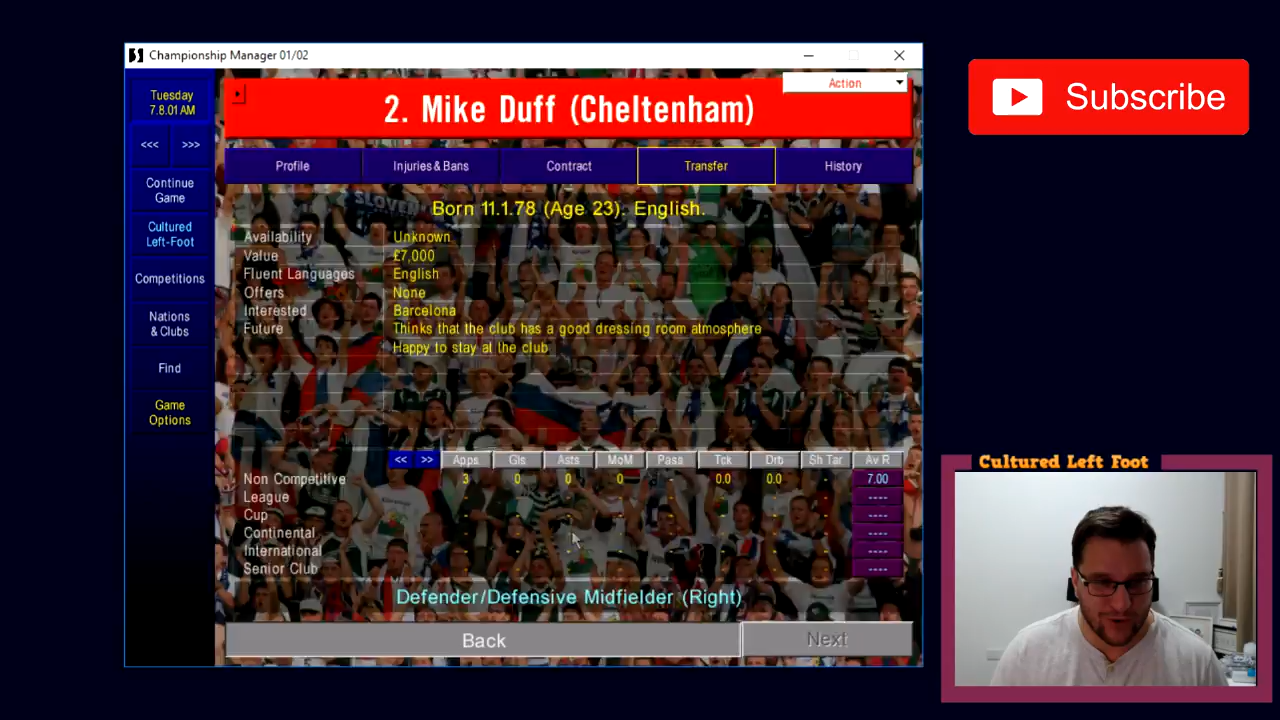 Championship Manager 01/02
Subscribe
Tuesday
7.8.01 AM
<<< >>>
Continue
Game
Cultured
Left-Foot
Competitions
Nations
& Clubs
Find
Game
Options
Action
2. Mike Duff (Cheltenham)
Profile Injuries & Bans Contract Transfer History
Born 11.1.78 (Age 23). English.
Availability Unknown
Value £7,000
Fluent Languages English
Offers None
Interested Barcelona
Future Thinks that the club has a good dressing room atmosphere
Happy to stay at the club
<< >> Apps Gls Asts MoM Pass Tck Drb Sh Tar Av R
Non Competitive 3 0 0 0 - 0.0 0.0 - 7.00
League - - - - - - - - ----
Cup - - - - - - - - ----
Continental - - - - - - - - ----
International - - - - - - - - ----
Senior Club - - - - - - - - ----
Defender/Defensive Midfielder (Right)
Back Next
Cultured Left Foot